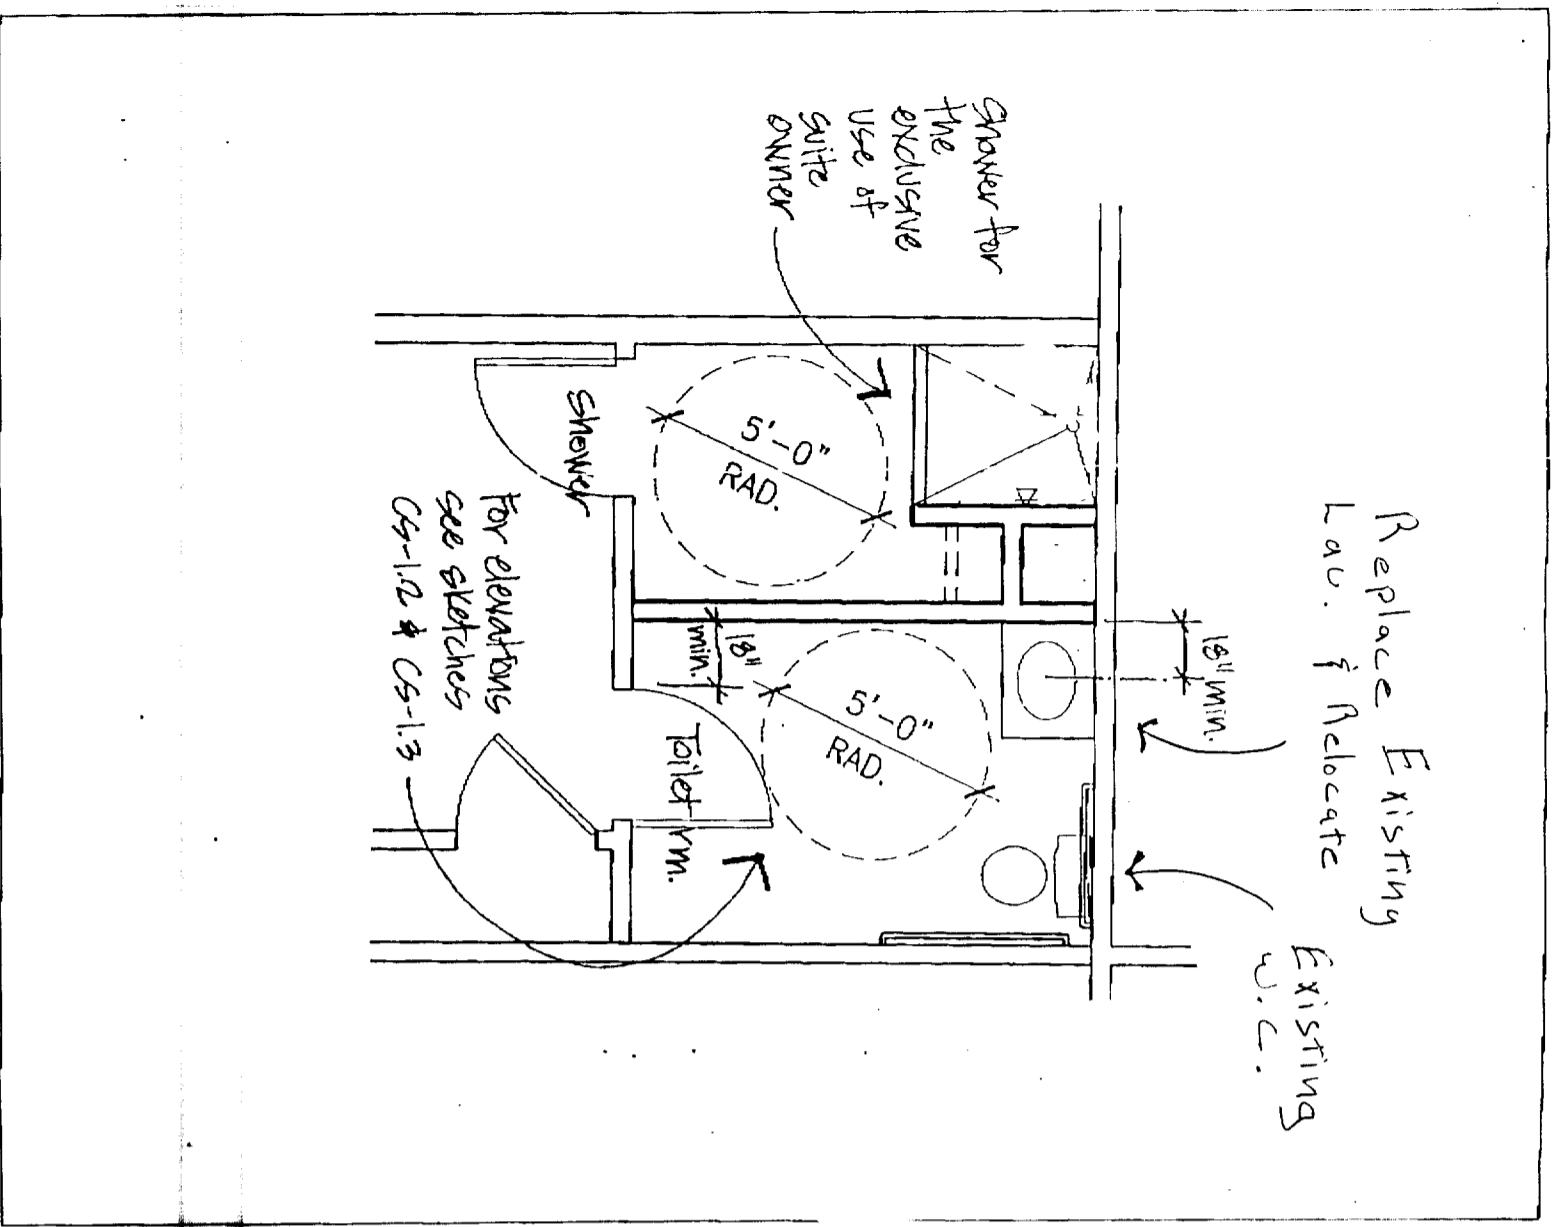 Replace Existing
Lav. & Relocate
Existing
W.C.
18" min.
Shower for
the
exclusive
use of
suite
owner
5'-0"
RAD.
5'-0"
RAD.
18"
min.
Shower
Toilet rm.
For elevations
see sketches
CS-1.2 & CS-1.3